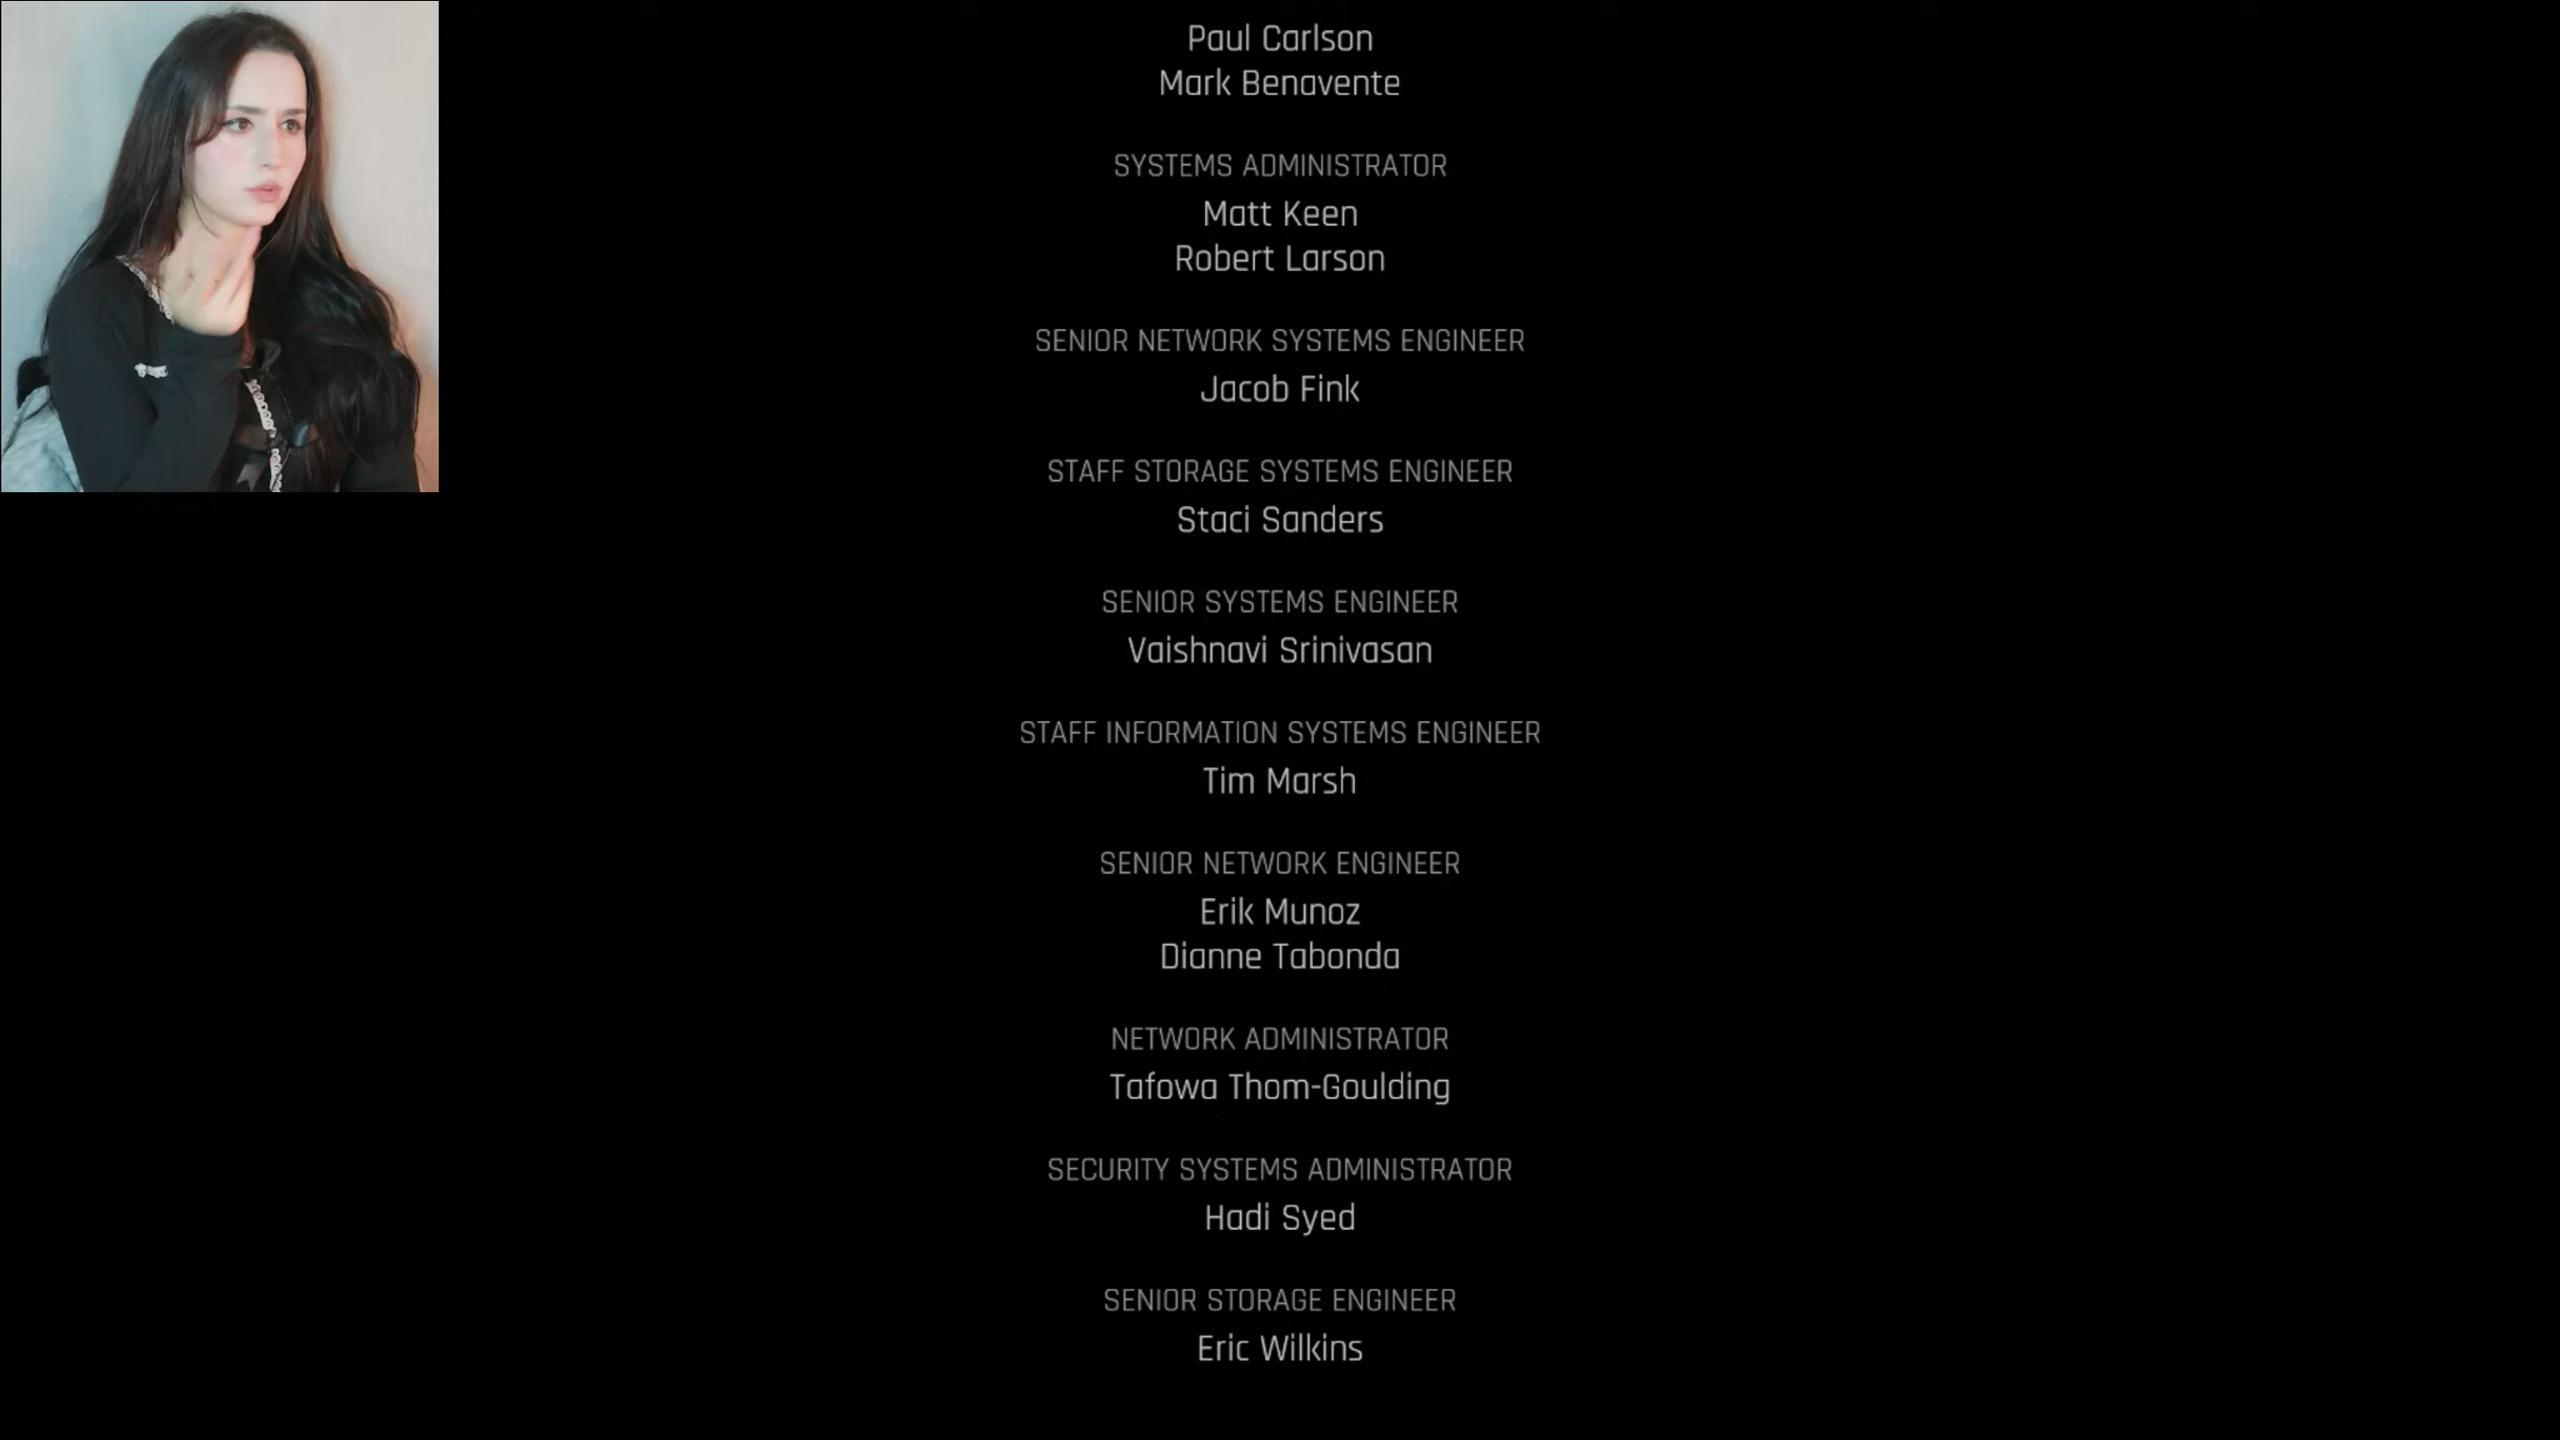 Paul Carlson
Mark Benavente
SYSTEMS ADMINISTRATOR
Matt Keen
Robert Larson
SENIOR NETWORK SYSTEMS ENGINEER
Jacob Fink
STAFF STORAGE SYSTEMS ENGINEER
Staci Sanders
SENIOR SYSTEMS ENGINEER
Vaishnavi Srinivasan
STAFF INFORMATION SYSTEMS ENGINEER
Tim Marsh
SENIOR NETWORK ENGINEER
Erik Munoz
Dianne Tabonda
NETWORK ADMINISTRATOR
Tafowa Thom-Goulding
SECURITY SYSTEMS ADMINISTRATOR
Hadi Syed
SENIOR STORAGE ENGINEER
Eric Wilkins